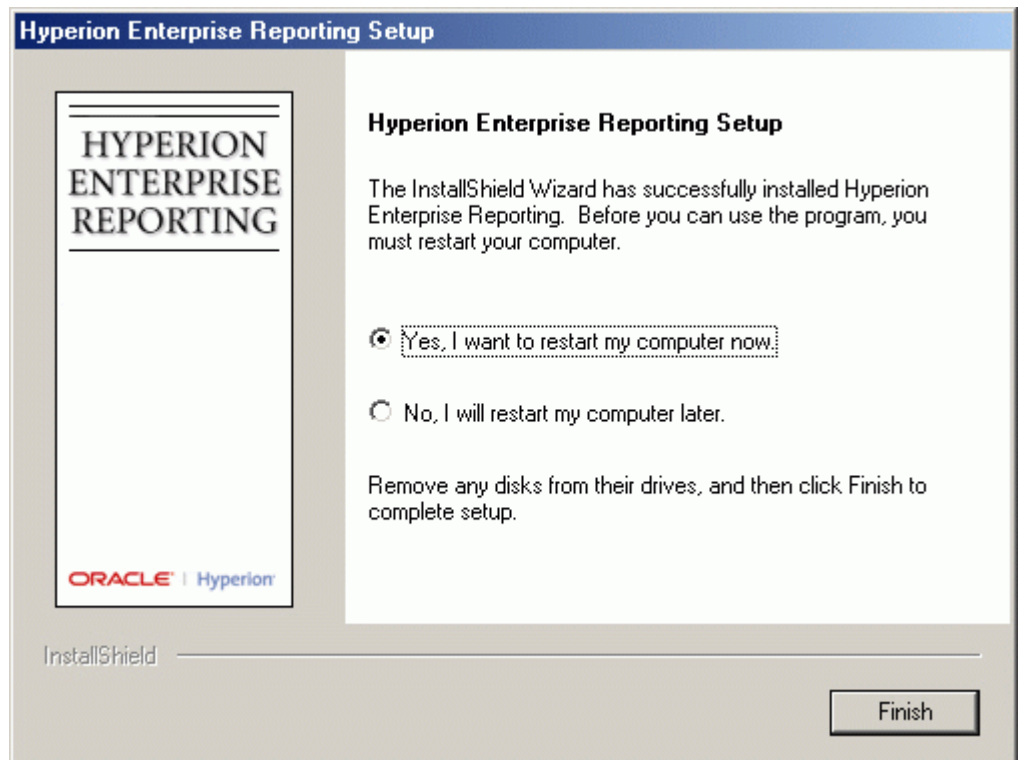 Hyperion Enterprise Reporting Setup
HYPERION
ENTERPRISE
REPORTING
ORACLE | Hyperion
Hyperion Enterprise Reporting Setup
The InstallShield Wizard has successfully installed Hyperion
Enterprise Reporting. Before you can use the program, you
must restart your computer.
Yes, I want to restart my computer now.
No, I will restart my computer later.
Remove any disks from their drives, and then click Finish to
complete setup.
InstallShield
Finish